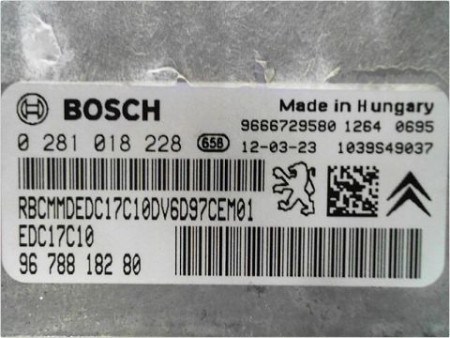 BOSCH
Made in Hungary
9666729580 1264 0695
0 281 018 228 658 12-03-23 1039S49037
RBCMMDEDC17C10DV6D97CEM01
EDC17C10
96 788 182 80